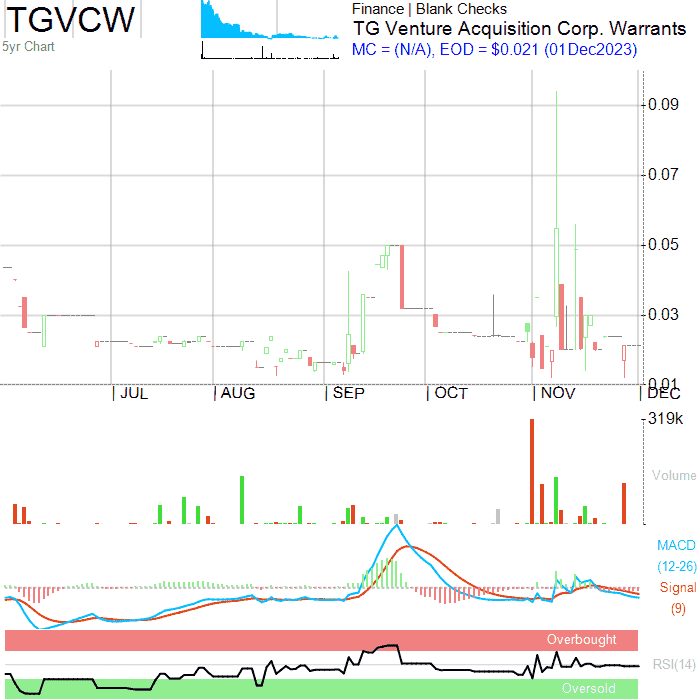 TGVCW
5yr Chart
Finance | Blank Checks
TG Venture Acquisition Corp. Warrants
MC = (N/A), EOD = $0.021 (01Dec2023)
0.09
0.07
0.05
0.03
0.01
| JUL | AUG | SEP | OCT | NOV | DEC
319k
Volume
MACD
(12-26)
Signal
(9)
Overbought
RSI(14)
Oversold